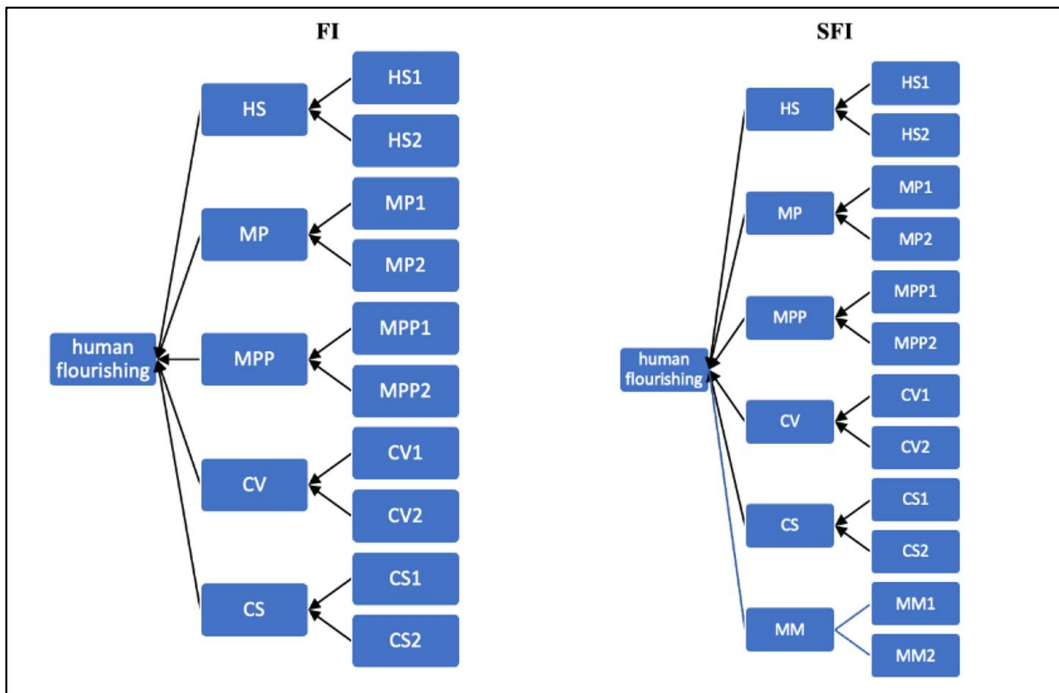 FI
HS
HS1
HS2
MP
MP1
MP2
human
flourishing
MPP
MPP1
MPP2
CV
CV1
CV2
CS
CS1
CS2
SFI
HS
HS1
HS2
MP
MP1
MP2
MPP
MPP1
MPP2
human
flourishing
CV
CV1
CV2
CS
CS1
CS2
MM
MM1
MM2